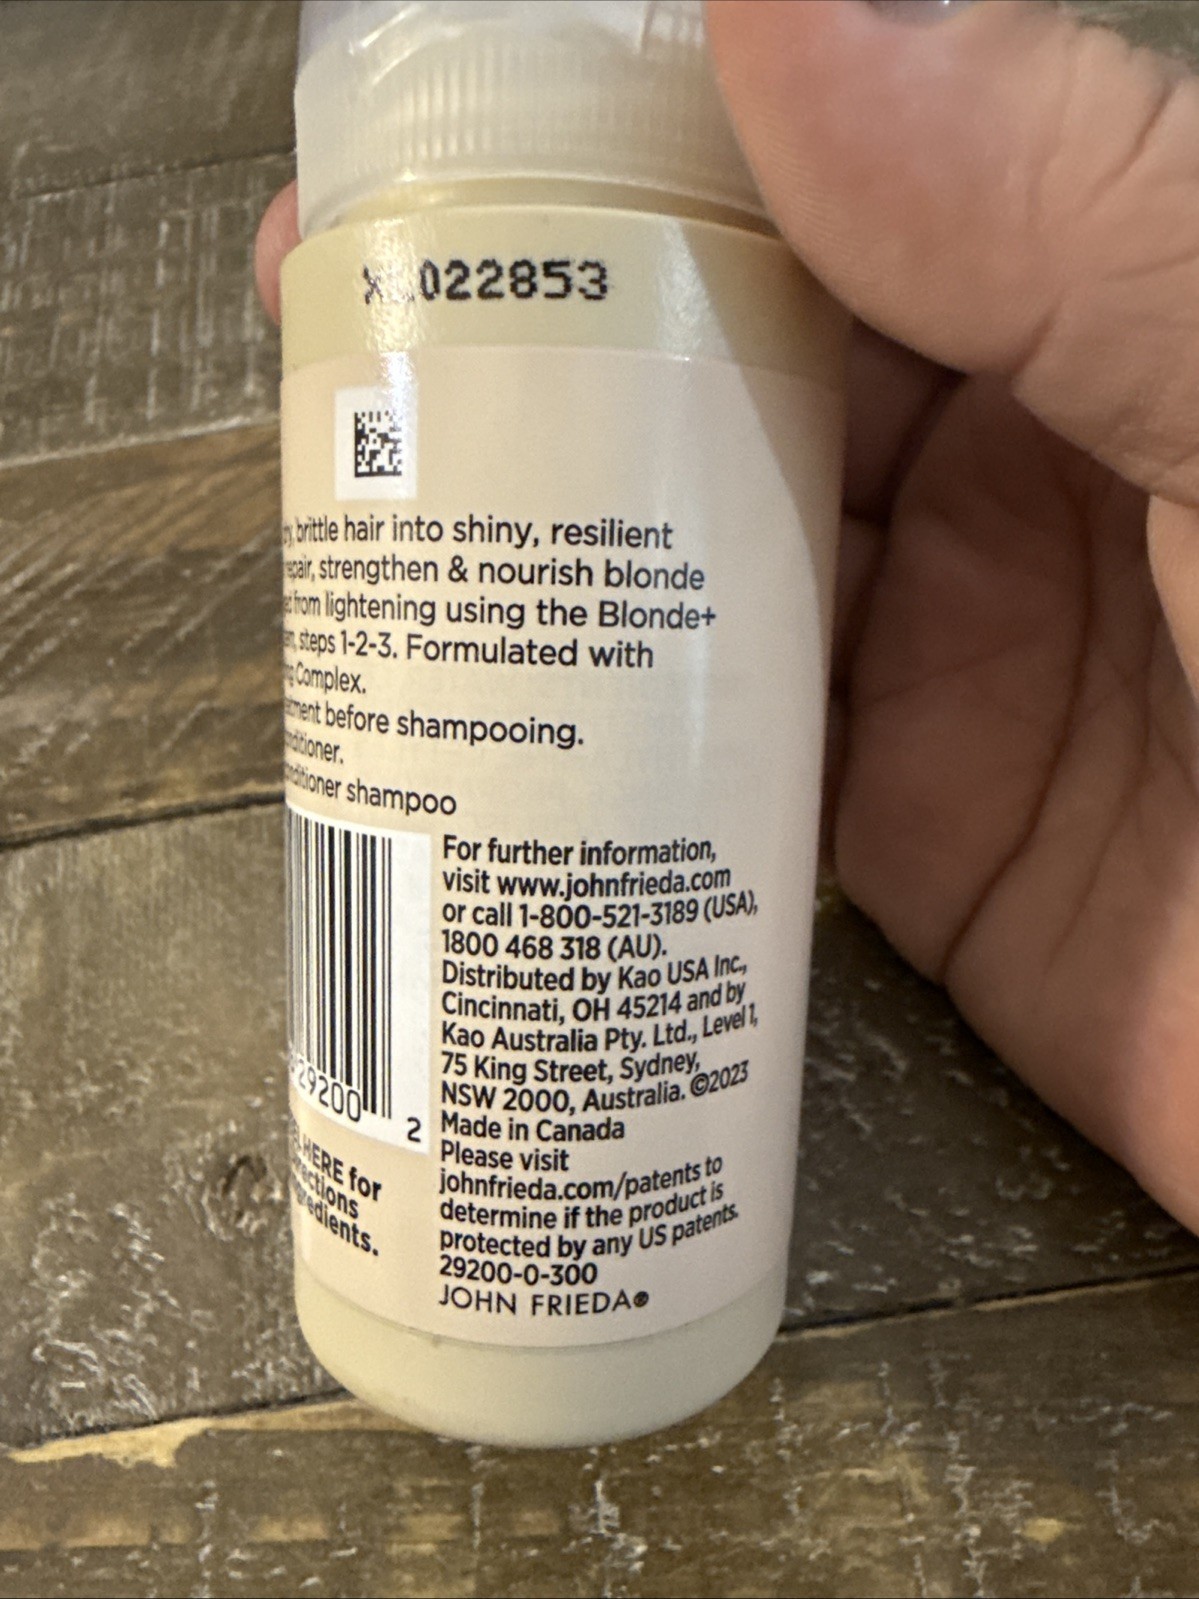 022853
brittle hair into shiny, resilient
repair, strengthen & nourish blonde
from lightening using the Blonde+
steps 1-2-3. Formulated with
Complex.
before shampooing.
conditioner shampoo
For further information,
visit www.johnfrieda.com
or call 1-800-521-3189 (USA),
1800 468 318 (AU).
Distributed by Kao USA Inc.,
Cincinnati, OH 45214 and by
Kao Australia Pty. Ltd., Level 1,
75 King Street, Sydney,
NSW 2000, Australia. ©2023
Made in Canada
Please visit
johnfrieda.com/patents to
determine if the product is
protected by any US patents.
29200-0-300
JOHN FRIEDA®
29200 2
HERE for